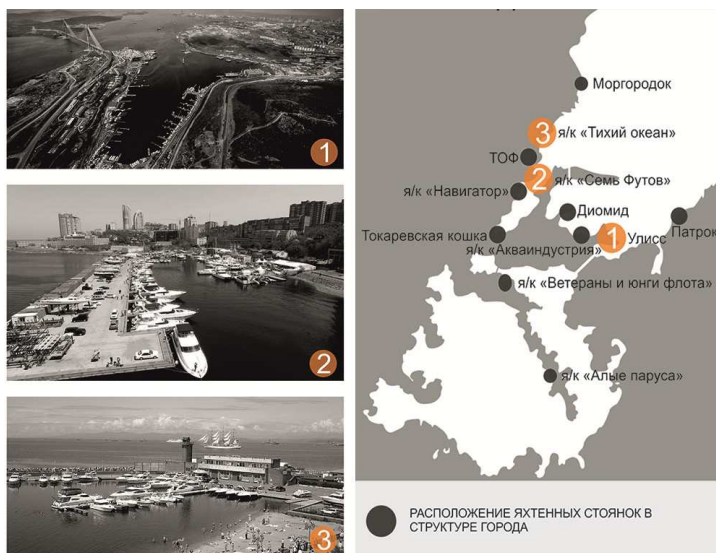 1
2
3
Моргородок
3
я/к «Тихий океан»
ТОФ
2
я/к «Семь Футов»
я/к «Навигатор»
Диомид
Токаревская кошка
1
Улисс
Патрок
я/к «Акваиндустрия»
я/к «Ветераны и юнги флота»
я/к «Алые паруса»
РАСПОЛОЖЕНИЕ ЯХТЕННЫХ СТОЯНОК В
СТРУКТУРЕ ГОРОДА